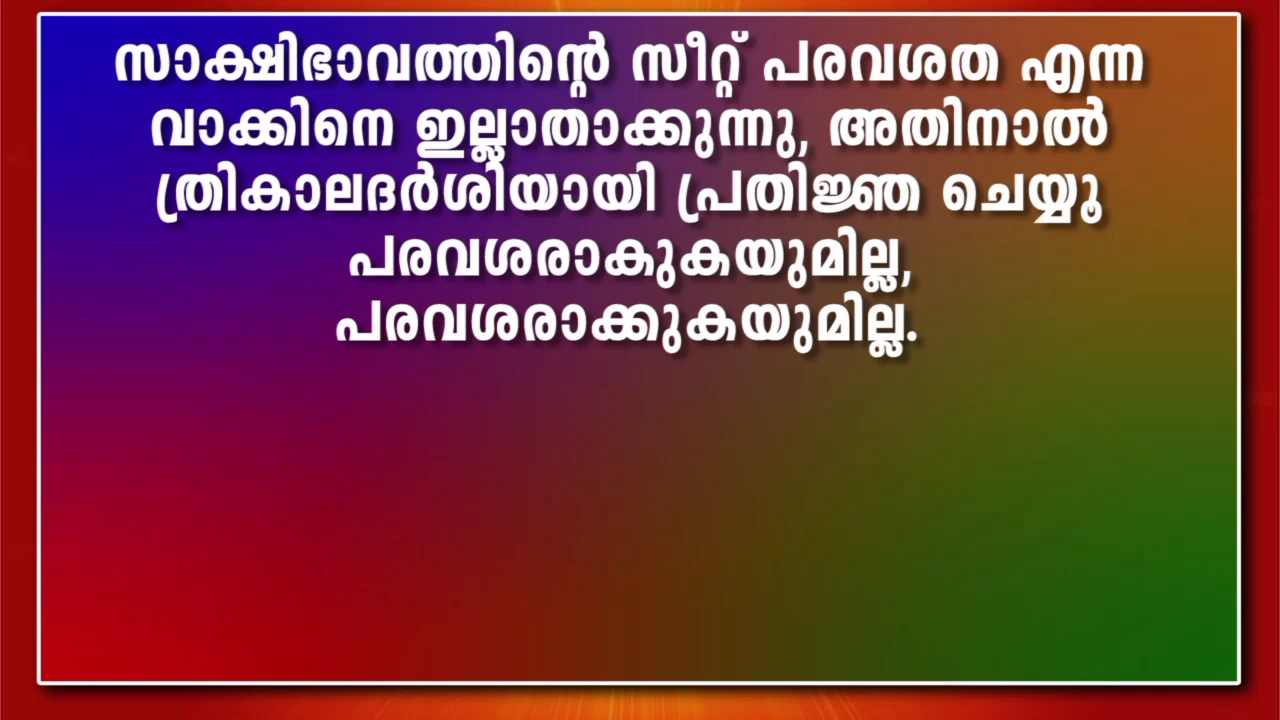 സാക്ഷിഭാവത്തിന്റെ സീറ്റ് പരവശത എന്ന
വാക്കിനെ ഇല്ലാതാക്കുന്നു, അതിനാൽ
ത്രികാലദർശിയായി പ്രതിജ്ഞ ചെയ്യൂ
പരവശരാകുകയുമില്ല,
പരവശരാക്കുകയുമില്ല.